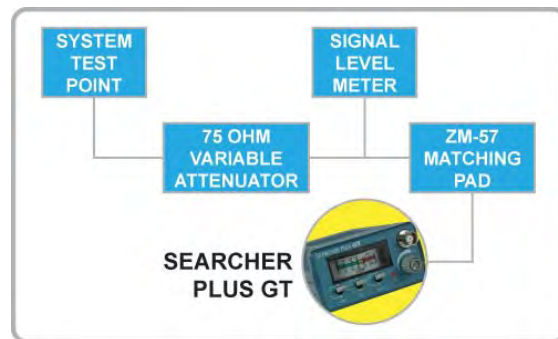 SYSTEM
TEST
POINT
SIGNAL
LEVEL
METER
75 OHM
VARIABLE
ATTENUATOR
ZM-57
MATCHING
PAD
SEARCHER
PLUS GT